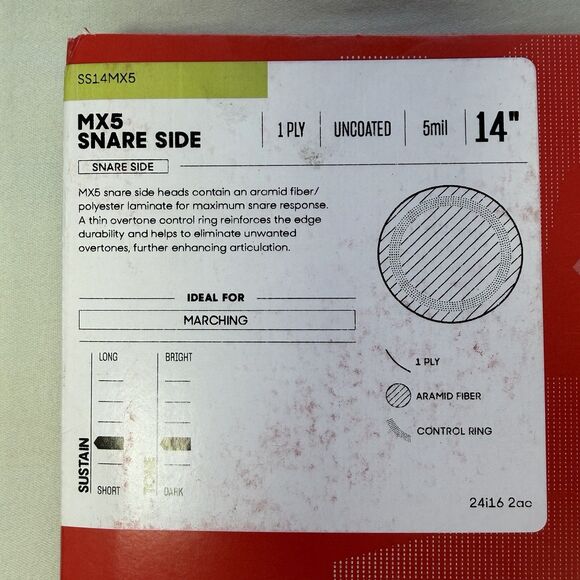 SS14MX5
MX5
SNARE SIDE
1 PLY
UNCOATED
5mil
14"
SNARE SIDE
MX5 snare side heads contain an aramid fiber/
polyester laminate for maximum snare response.
A thin overtone control ring reinforces the edge
durability and helps to eliminate unwanted
overtones, further enhancing articulation.
IDEAL FOR
MARCHING
LONG
SUSTAIN
SHORT
BRIGHT
TONE
DARK
1 PLY
ARAMID FIBER
CONTROL RING
24i16 2ac